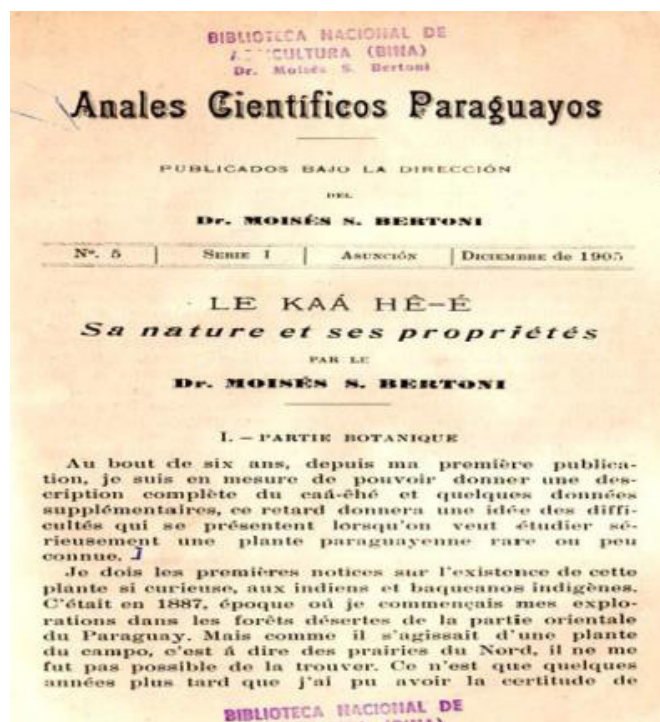 BIBLIOTECA NACIONAL DE
CULTURA (BINA)
Dr. Moisés S. Bertoni
Anales Científicos Paraguayos
PUBLICADOS BAJO LA DIRECCIÓN
DEL
Dr. MOISÉS S. BERTONI
Nº. 5 | SERIE I | ASUNCIÓN | DICIEMBRE de 1905
LE KAÁ HÊ-É
Sa nature et ses propriétés
PAR LE
Dr. MOISÉS S. BERTONI
I. – PARTIE BOTANIQUE
Au bout de six ans, depuis ma première publica-
tion, je suis en mesure de pouvoir donner une des-
cription complète du caá-êhé et quelques données
supplémentaires, ce retard donnera une idée des diffi-
cultés qui se présentent lorsqu'on veut étudier sé-
rieusement une plante paraguayenne rare ou peu
connue.
Je dois les premières notices sur l'existence de cette
plante si curieuse, aux indiens et baqueanos indigènes.
C'était en 1887, époque où je commençais mes explo-
rations dans les forêts désertes de la partie orientale
du Paraguay. Mais comme il s'agissait d'une plante
du campo, c'est á dire des prairies du Nord, il ne me
fut pas possible de la trouver. Ce n'est que quelques
années plus tard que j'ai pu avoir la certitude de
BIBLIOTECA NACIONAL DE